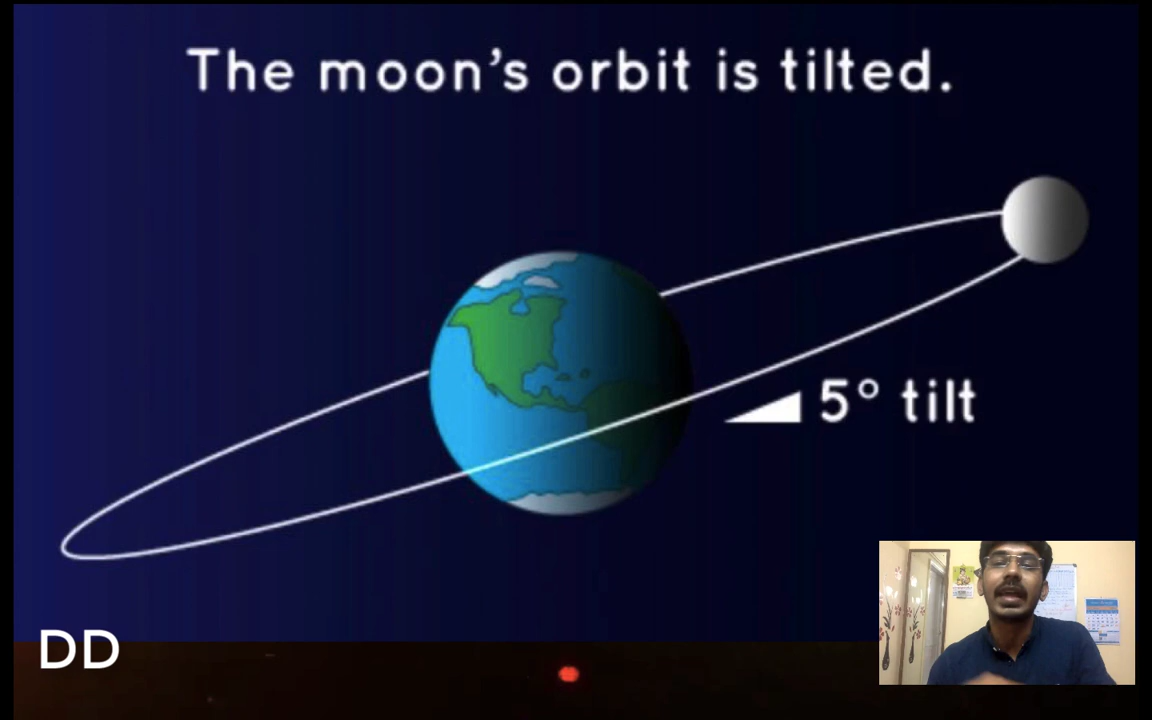 The moon's orbit is tilted.
5° tilt
DD